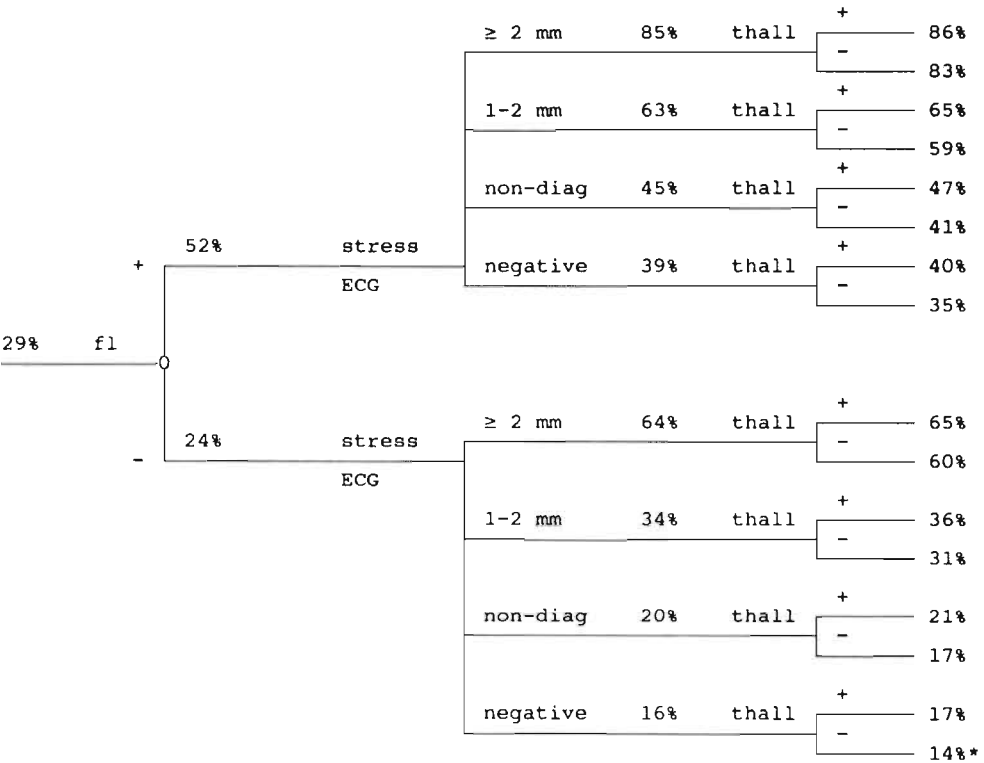 +
≥ 2 mm 85% thall 86%
−
83%
+
1-2 mm 63% thall 65%
−
59%
+
non-diag 45% thall 47%
−
41%
52% stress +
+ negative 39% thall 40%
ECG −
35%
29% fl
+
≥ 2 mm 64% thall 65%
24% stress −
− 60%
ECG
+
1-2 mm 34% thall 36%
−
31%
+
non-diag 20% thall 21%
−
17%
+
negative 16% thall 17%
−
14%*